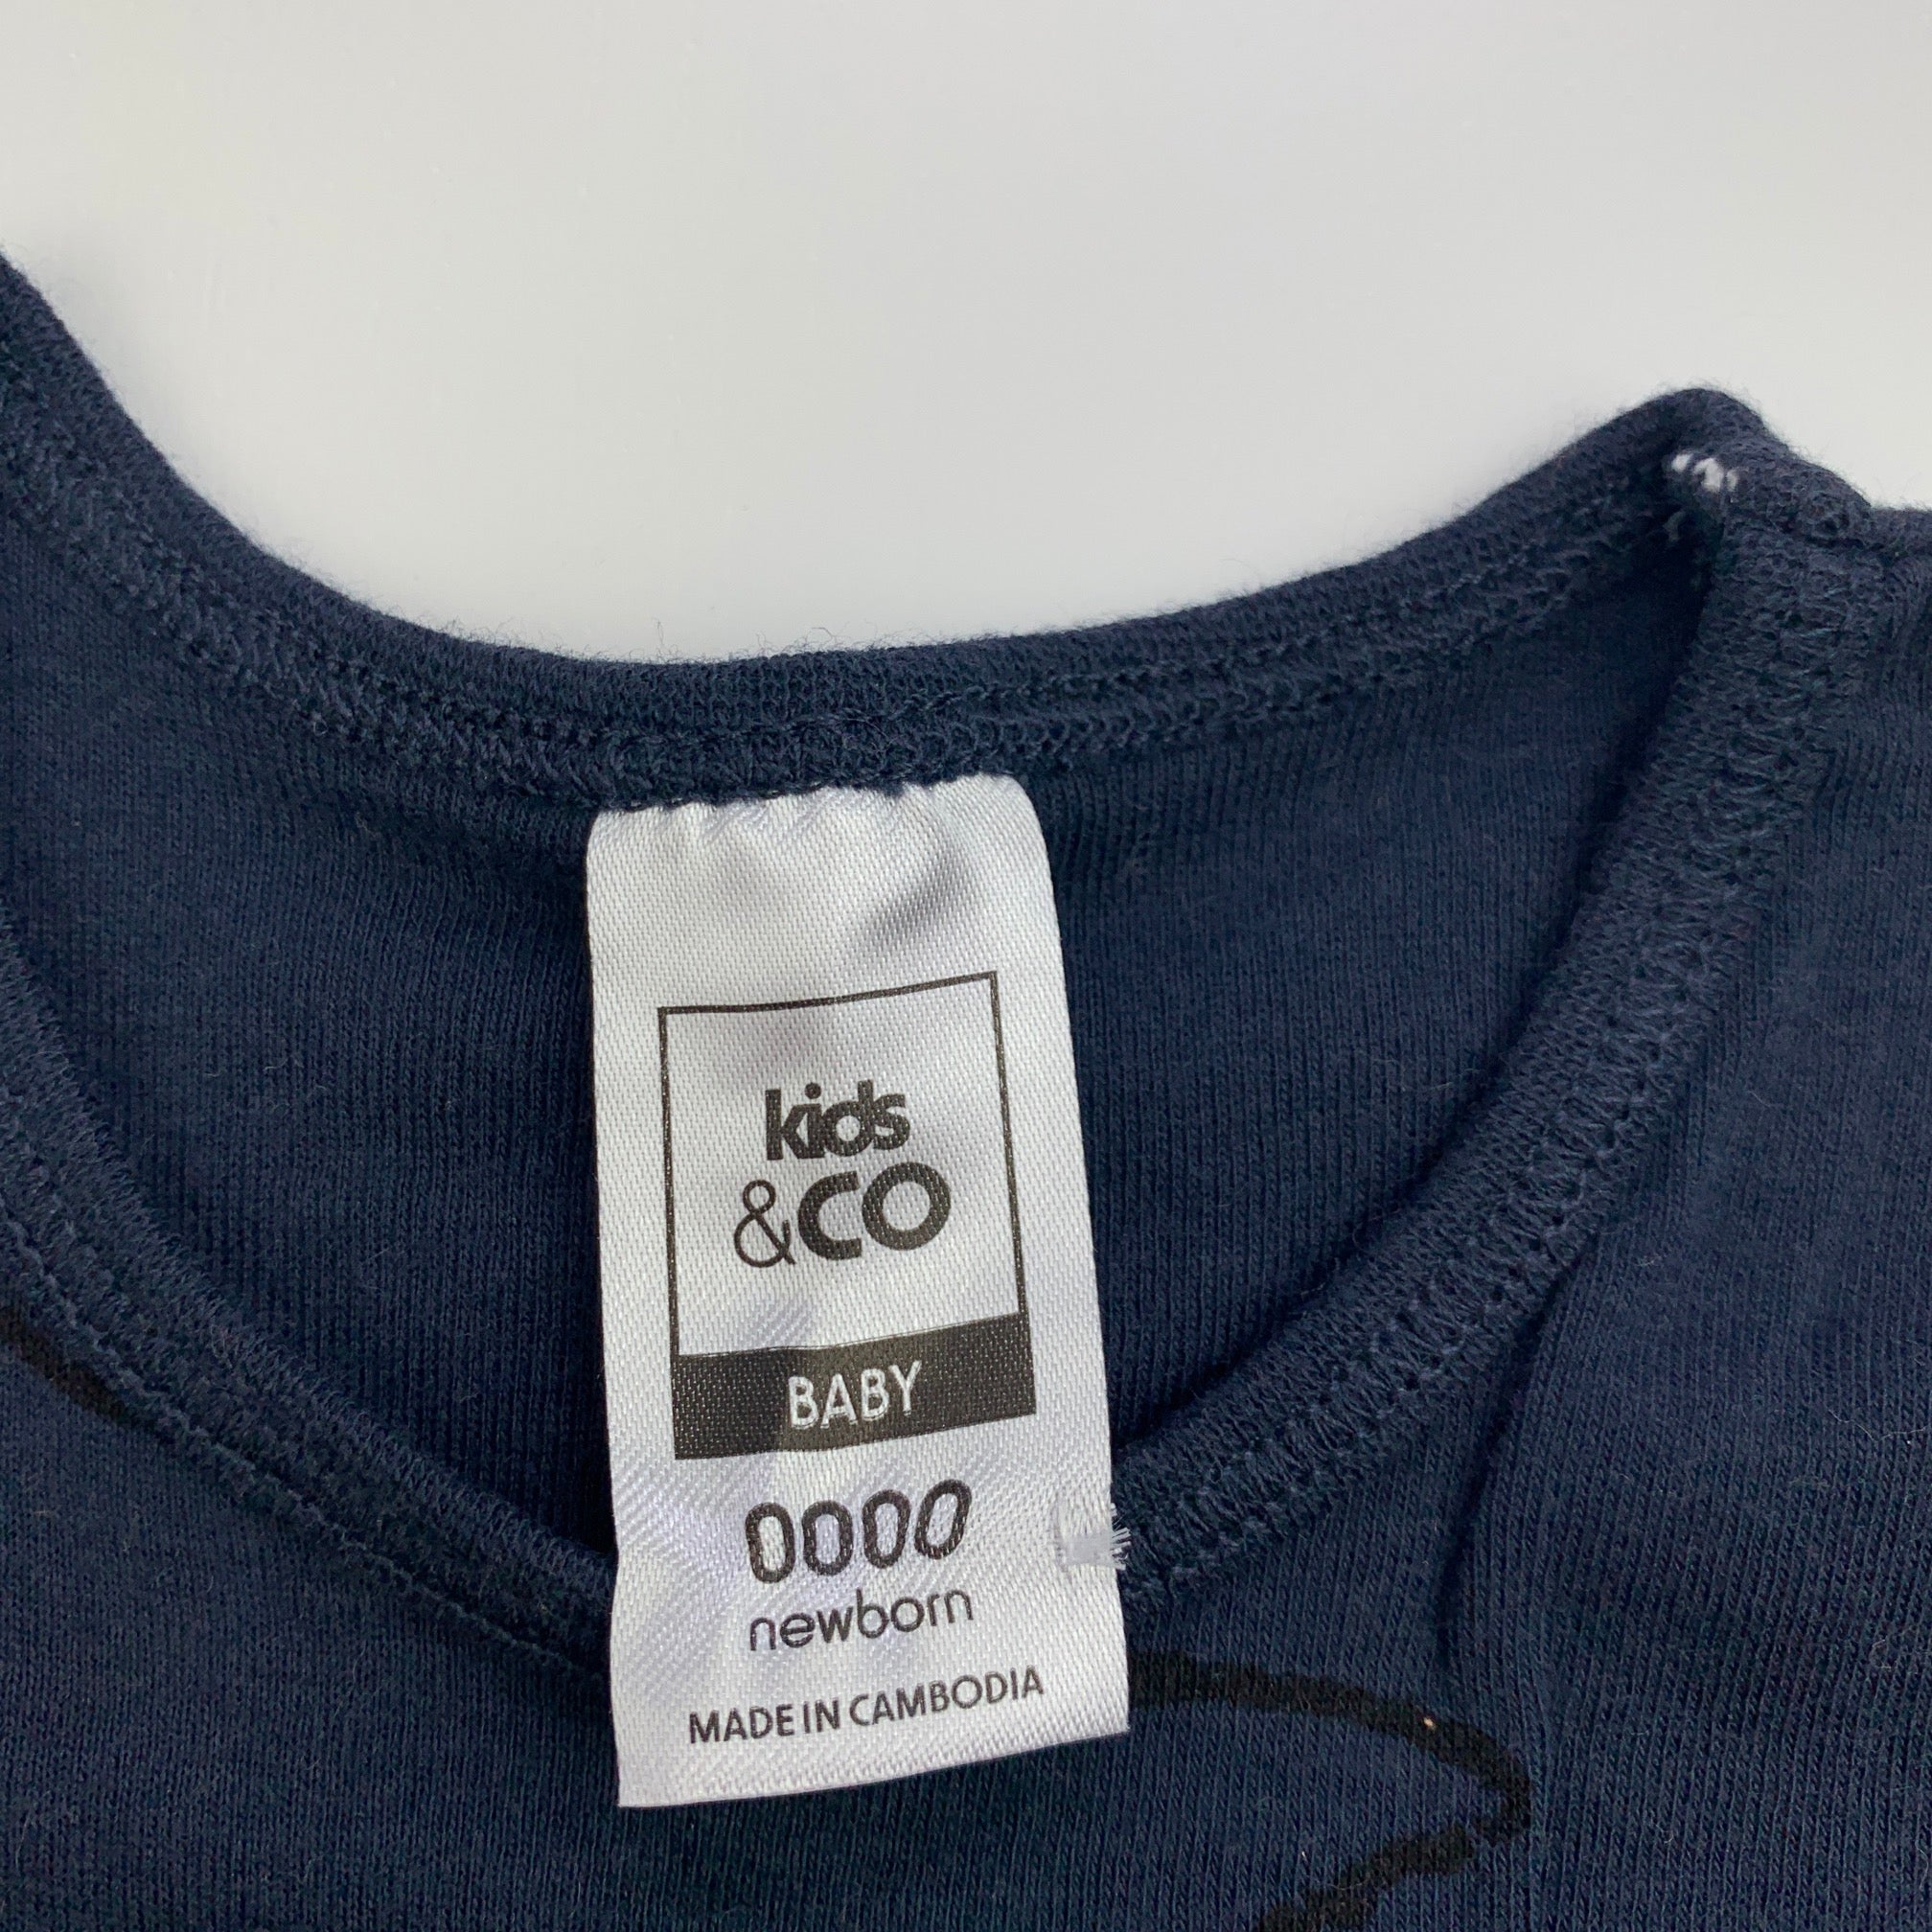 kids
&CO
BABY
0000
newborn
MADE IN CAMBODIA